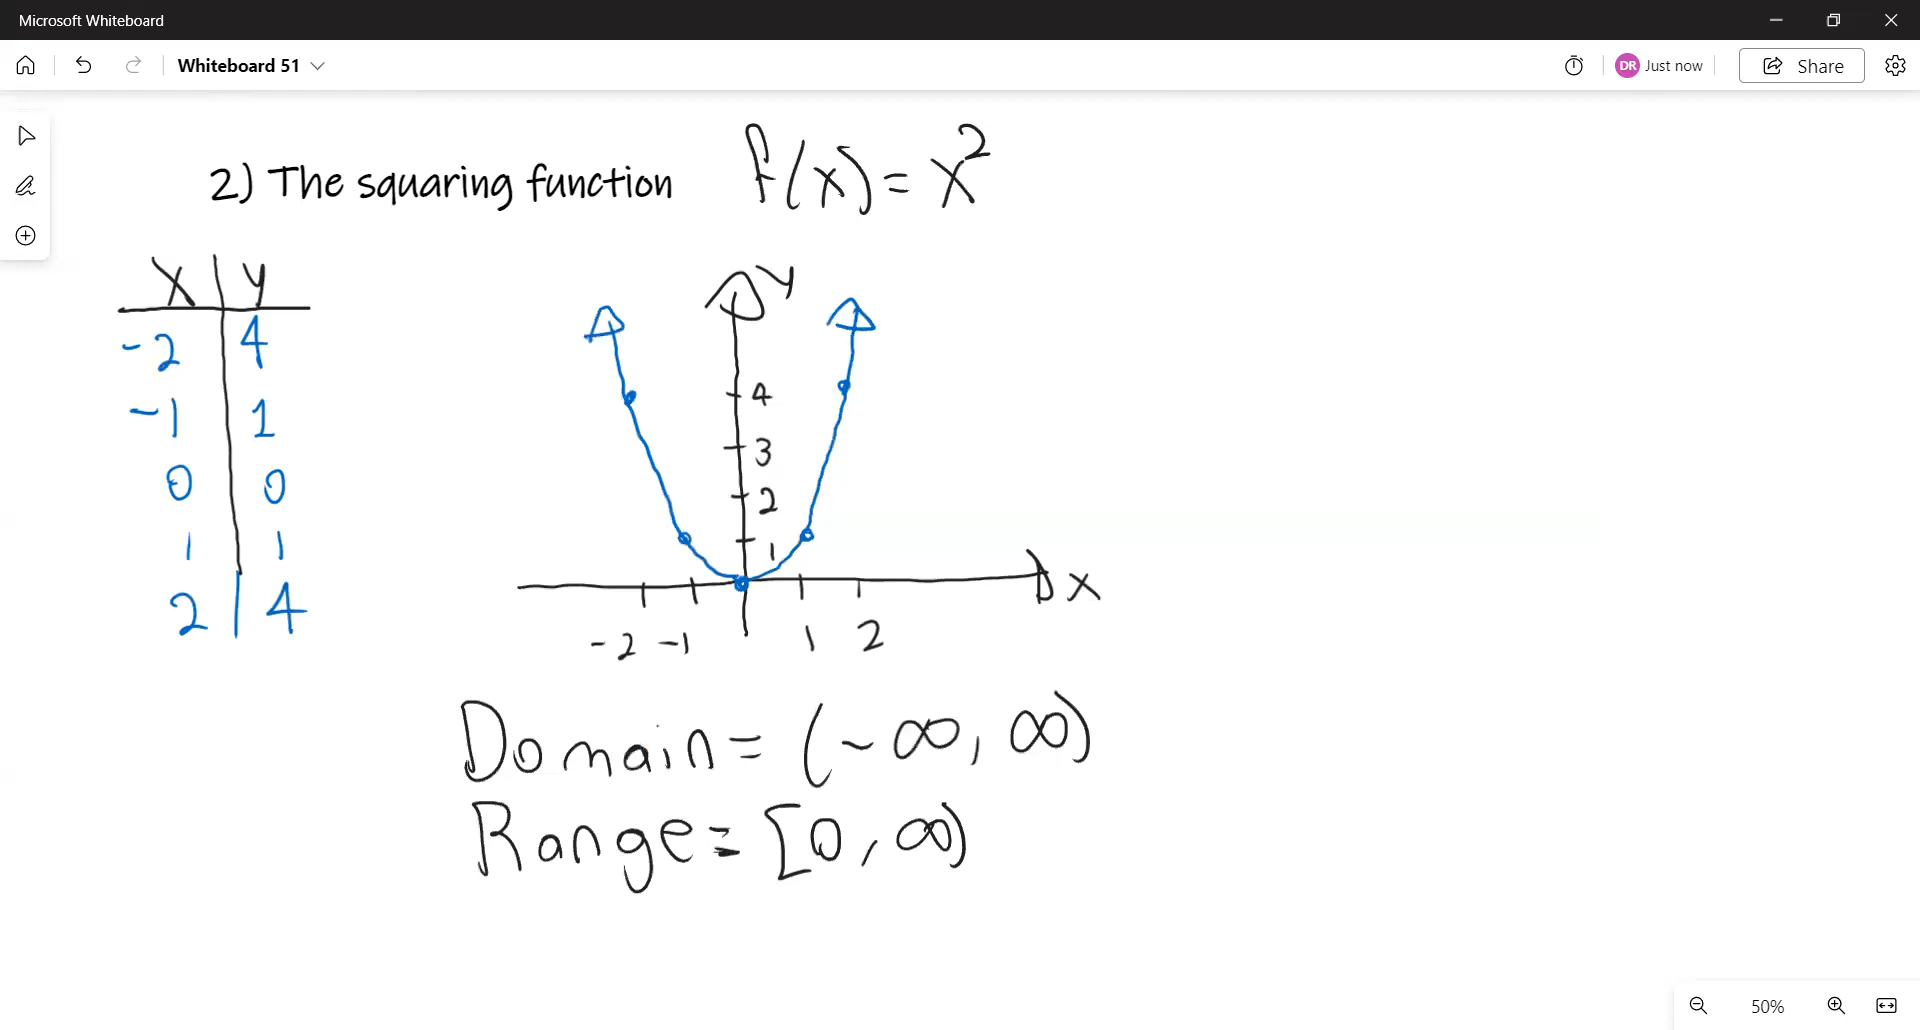 Microsoft Whiteboard
Whiteboard 51
DR Just now
Share
2) The squaring function f(x) = x²
x y
-2 4
-1 1
0 0
1 1
2 4
y
4
3
2
1
x
-2 -1 1 2
Domain = (-∞, ∞)
Range = [0, ∞)
50%